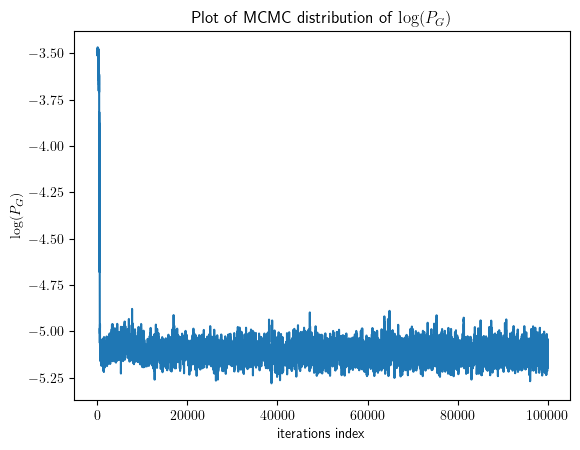 Plot of MCMC distribution of log(P_G)
log(P_G)
−3.50
−3.75
−4.00
−4.25
−4.50
−4.75
−5.00
−5.25
0 20000 40000 60000 80000 100000
iterations index